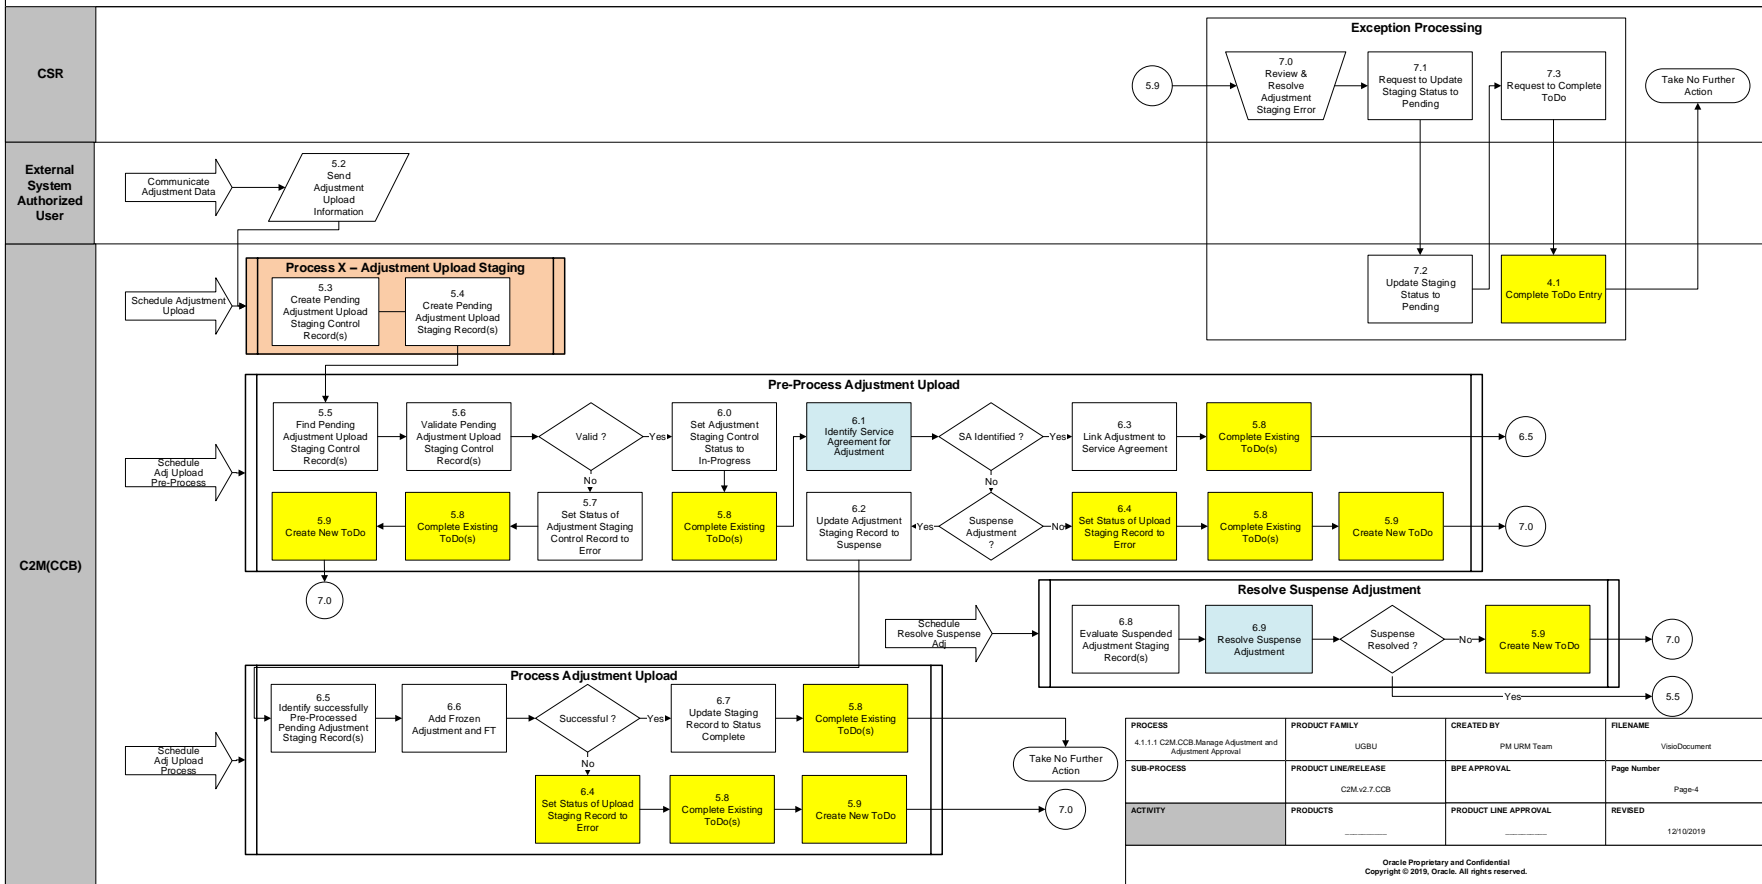 CSR
Exception Processing
5.9
7.0
Review &
Resolve
Adjustment
Staging Error
7.1
Request to Update
Staging Status to
Pending
7.3
Request to Complete
ToDo
Take No Further
Action
External
System
Authorized
User
Communicate
Adjustment Data
5.2
Send
Adjustment
Upload
Information
7.2
Update Staging
Status to
Pending
4.1
Complete ToDo Entry
C2M(CCB)
Schedule Adjustment
Upload
Process X – Adjustment Upload Staging
5.3
Create Pending
Adjustment Upload
Staging Control
Record(s)
5.4
Create Pending
Adjustment Upload
Staging Record(s)
Pre-Process Adjustment Upload
Schedule
Adj Upload
Pre-Process
5.5
Find Pending
Adjustment Upload
Staging Control
Record(s)
5.6
Validate Pending
Adjustment Upload
Staging Control
Record(s)
Valid ?
Yes
No
6.0
Set Adjustment
Staging Control
Status to
In-Progress
6.1
Identify Service
Agreement for
Adjustment
SA Identified ?
Yes
No
6.3
Link Adjustment to
Service Agreement
5.8
Complete Existing
ToDo(s)
6.5
5.9
Create New ToDo
5.8
Complete Existing
ToDo(s)
5.7
Set Status of
Adjustment Staging
Control Record to
Error
5.8
Complete Existing
ToDo(s)
6.2
Update Adjustment
Staging Record to
Suspense
Yes
Suspense
Adjustment
?
No
6.4
Set Status of Upload
Staging Record to
Error
5.8
Complete Existing
ToDo(s)
5.9
Create New ToDo
7.0
7.0
Resolve Suspense Adjustment
Schedule
Resolve Suspense
Adj
6.8
Evaluate Suspended
Adjustment Staging
Record(s)
6.9
Resolve Suspense
Adjustment
Suspense
Resolved ?
No
5.9
Create New ToDo
7.0
Yes
5.5
Process Adjustment Upload
Schedule
Adj Upload
Process
6.5
Identify successfully
Pre-Processed
Pending Adjustment
Staging Record(s)
6.6
Add Frozen
Adjustment and FT
Successful ?
Yes
No
6.7
Update Staging
Record to Status
Complete
5.8
Complete Existing
ToDo(s)
Take No Further
Action
6.4
Set Status of Upload
Staging Record to
Error
5.8
Complete Existing
ToDo(s)
5.9
Create New ToDo
7.0
PROCESS
4.1.1.1 C2M.CCB.Manage Adjustment and
Adjustment Approval
PRODUCT FAMILY
UGBU
CREATED BY
PM URM Team
FILENAME
VisioDocument
SUB-PROCESS
PRODUCT LINE/RELEASE
C2M.v2.7.CCB
BPE APPROVAL
Page Number
Page-4
ACTIVITY
PRODUCTS
PRODUCT LINE APPROVAL
REVISED
12/10/2019
Oracle Proprietary and Confidential
Copyright © 2019, Oracle. All rights reserved.